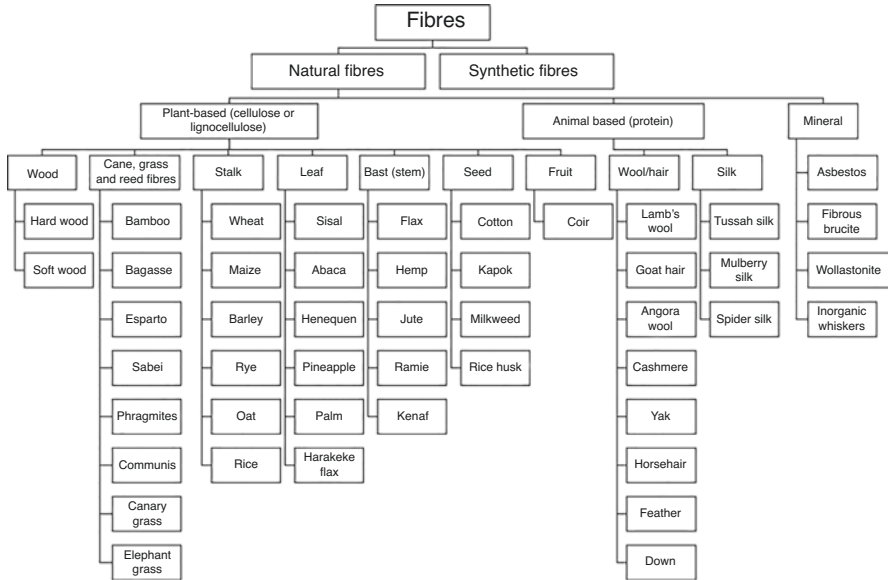 Fibres
Natural fibres
Synthetic fibres
Plant-based (cellulose or
lignocellulose)
Animal based (protein)
Mineral
Wood
Cane, grass
and reed fibres
Stalk
Leaf
Bast (stem)
Seed
Fruit
Wool/hair
Silk
Hard wood
Soft wood
Bamboo
Bagasse
Esparto
Sabei
Phragmites
Communis
Canary
grass
Elephant
grass
Wheat
Maize
Barley
Rye
Oat
Rice
Sisal
Abaca
Henequen
Pineapple
Palm
Harakeke
flax
Flax
Hemp
Jute
Ramie
Kenaf
Cotton
Kapok
Milkweed
Rice husk
Coir
Lamb's
wool
Goat hair
Angora
wool
Cashmere
Yak
Horsehair
Feather
Down
Tussah silk
Mulberry
silk
Spider silk
Asbestos
Fibrous
brucite
Wollastonite
Inorganic
whiskers